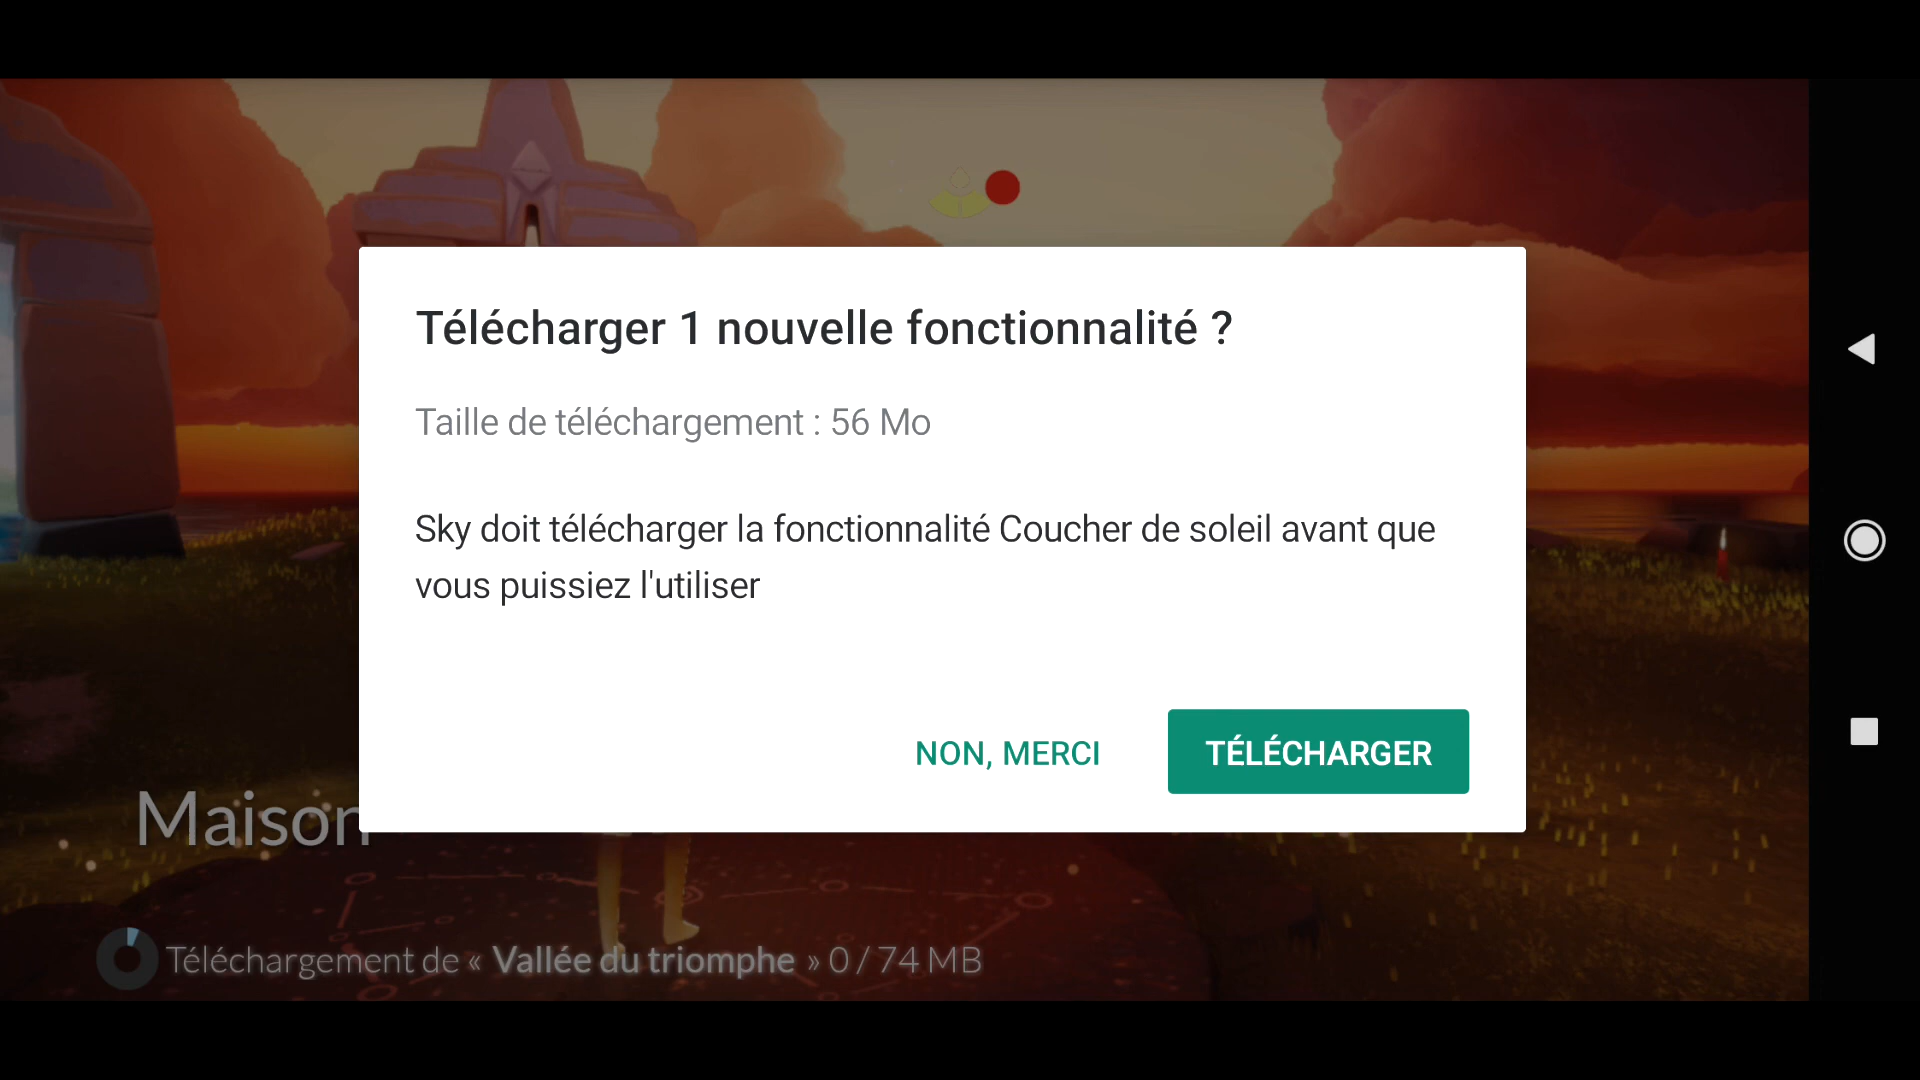 Télécharger 1 nouvelle fonctionnalité ?
Taille de téléchargement : 56 Mo
Sky doit télécharger la fonctionnalité Coucher de soleil avant que
vous puissiez l'utiliser
NON, MERCI
TÉLÉCHARGER
Maison
Téléchargement de « Vallée du triomphe » 0 / 74 MB